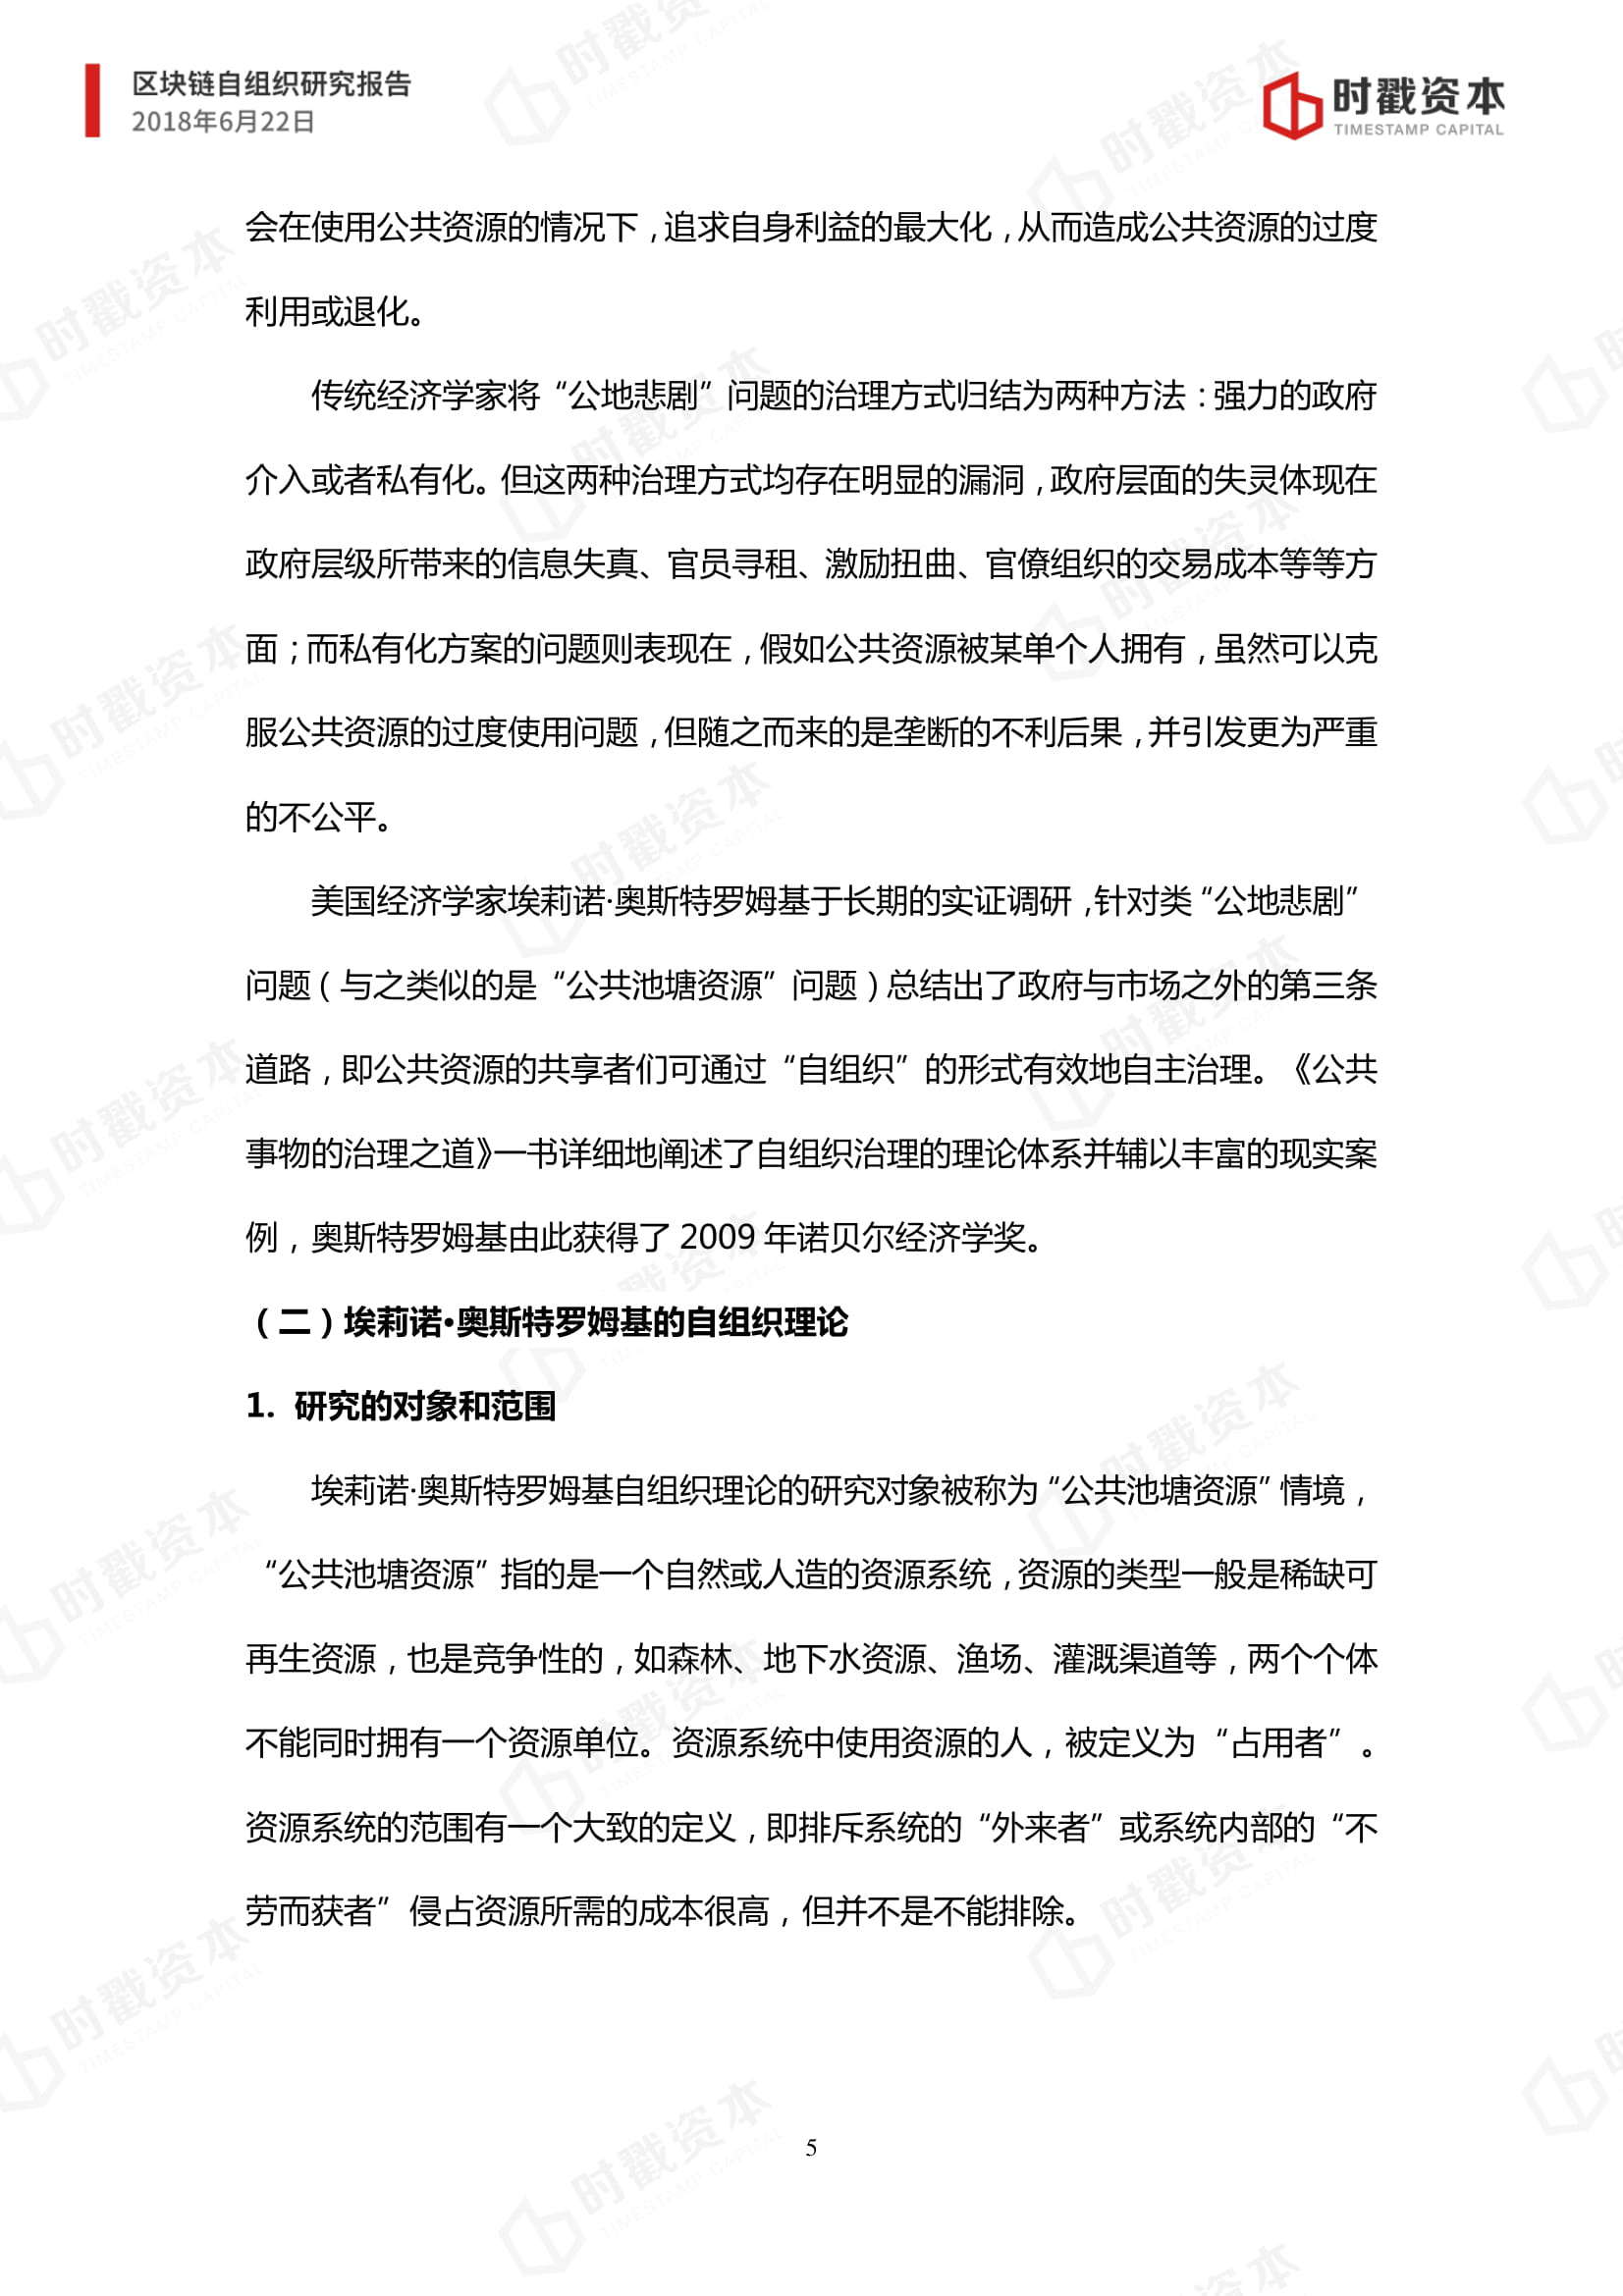 区块链自组织研究报告
2018年6月22日
时戳资本
TIMESTAMP CAPITAL
会在使用公共资源的情况下，追求自身利益的最大化，从而造成公共资源的过度
利用或退化。
传统经济学家将“公地悲剧”问题的治理方式归结为两种方法：强力的政府
介入或者私有化。但这两种治理方式均存在明显的漏洞，政府层面的失灵体现在
政府层级所带来的信息失真、官员寻租、激励扭曲、官僚组织的交易成本等等方
面；而私有化方案的问题则表现在，假如公共资源被某单个人拥有，虽然可以克
服公共资源的过度使用问题，但随之而来的是垄断的不利后果，并引发更为严重
的不公平。
美国经济学家埃莉诺·奥斯特罗姆基于长期的实证调研，针对类“公地悲剧”
问题（与之类似的是“公共池塘资源”问题）总结出了政府与市场之外的第三条
道路，即公共资源的共享者们可通过“自组织”的形式有效地自主治理。《公共
事物的治理之道》一书详细地阐述了自组织治理的理论体系并辅以丰富的现实案
例，奥斯特罗姆基由此获得了 2009 年诺贝尔经济学奖。
（二）埃莉诺·奥斯特罗姆基的自组织理论
1. 研究的对象和范围
埃莉诺·奥斯特罗姆基自组织理论的研究对象被称为“公共池塘资源”情境，
“公共池塘资源”指的是一个自然或人造的资源系统，资源的类型一般是稀缺可
再生资源，也是竞争性的，如森林、地下水资源、渔场、灌溉渠道等，两个个体
不能同时拥有一个资源单位。资源系统中使用资源的人，被定义为“占用者”。
资源系统的范围有一个大致的定义，即排斥系统的“外来者”或系统内部的“不
劳而获者”侵占资源所需的成本很高，但并不是不能排除。
5